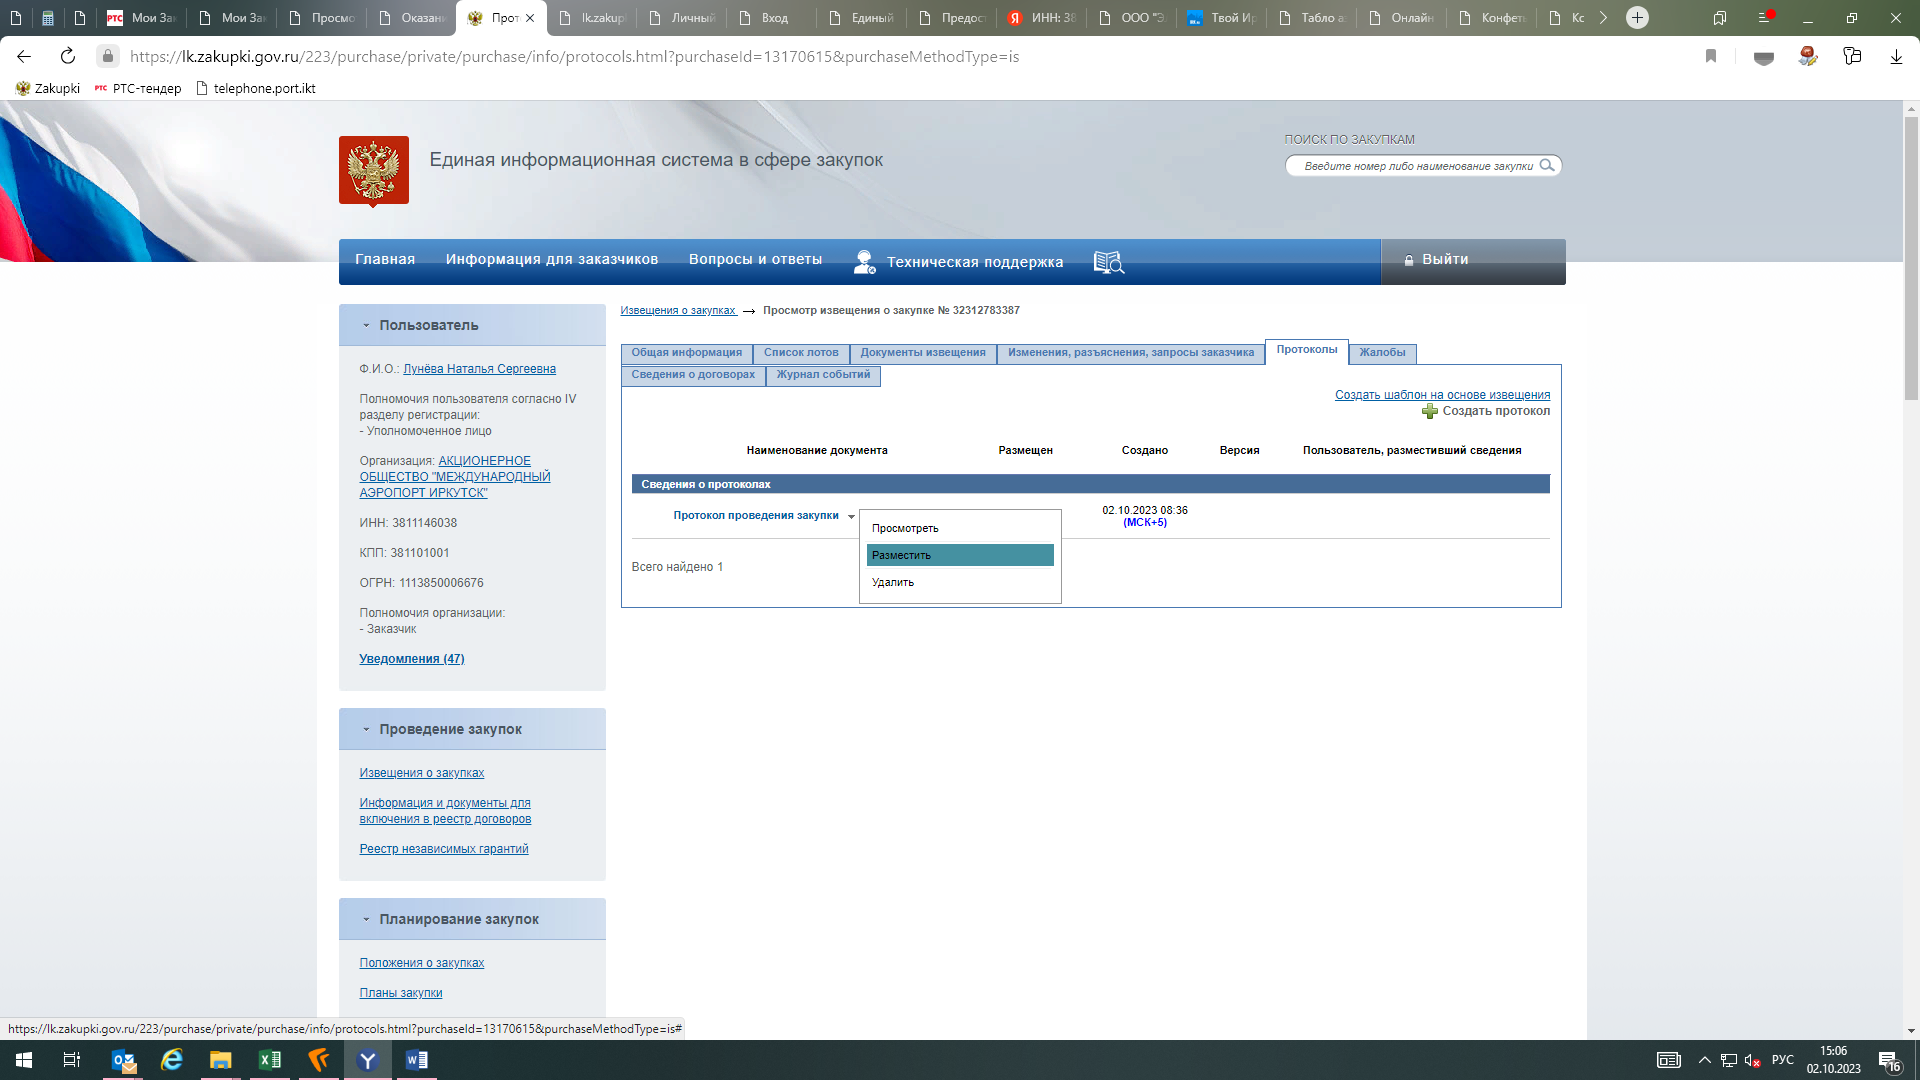 Мои Зак
Мои За
Просмо
Оказани
Прот
lk.zakupl
Личный
Вход
Единый
Предос
ИНН: 38
ООО "Э
Твой Ир
Табло а
Онлайн
Конфет
Кс
https://lk.zakupki.gov.ru/223/purchase/private/purchase/info/protocols.html?purchaseId=13170615&purchaseMethodType=is
Zakupki
РТС-тендер
telephone.port.ikt
Единая информационная система в сфере закупок
ПОИСК ПО ЗАКУПКАМ
Введите номер либо наименование закупки
Главная
Информация для заказчиков
Вопросы и ответы
Техническая поддержка
Выйти
Пользователь
Ф.И.О.: Лунёва Наталья Сергеевна
Полномочия пользователя согласно IV
разделу регистрации:
- Уполномоченное лицо
Организация: АКЦИОНЕРНОЕ
ОБЩЕСТВО "МЕЖДУНАРОДНЫЙ
АЭРОПОРТ ИРКУТСК"
ИНН: 3811146038
КПП: 381101001
ОГРН: 1113850006676
Полномочия организации:
- Заказчик
Уведомления (47)
Проведение закупок
Извещения о закупках
Информация и документы для
включения в реестр договоров
Реестр независимых гарантий
Планирование закупок
Положения о закупках
Планы закупки
Извещения о закупках → Просмотр извещения о закупке № 32312783387
Общая информация
Список лотов
Документы извещения
Изменения, разъяснения, запросы заказчика
Протоколы
Жалобы
Сведения о договорах
Журнал событий
Создать шаблон на основе извещения
Создать протокол
Наименование документа
Размещен
Создано
Версия
Пользователь, разместивший сведения
Сведения о протоколах
Протокол проведения закупки
02.10.2023 08:36
(МСК+5)
Просмотреть
Разместить
Удалить
Всего найдено 1
https://lk.zakupki.gov.ru/223/purchase/private/purchase/info/protocols.html?purchaseId=13170615&purchaseMethodType=is#
РУС
15:06
02.10.2023
16